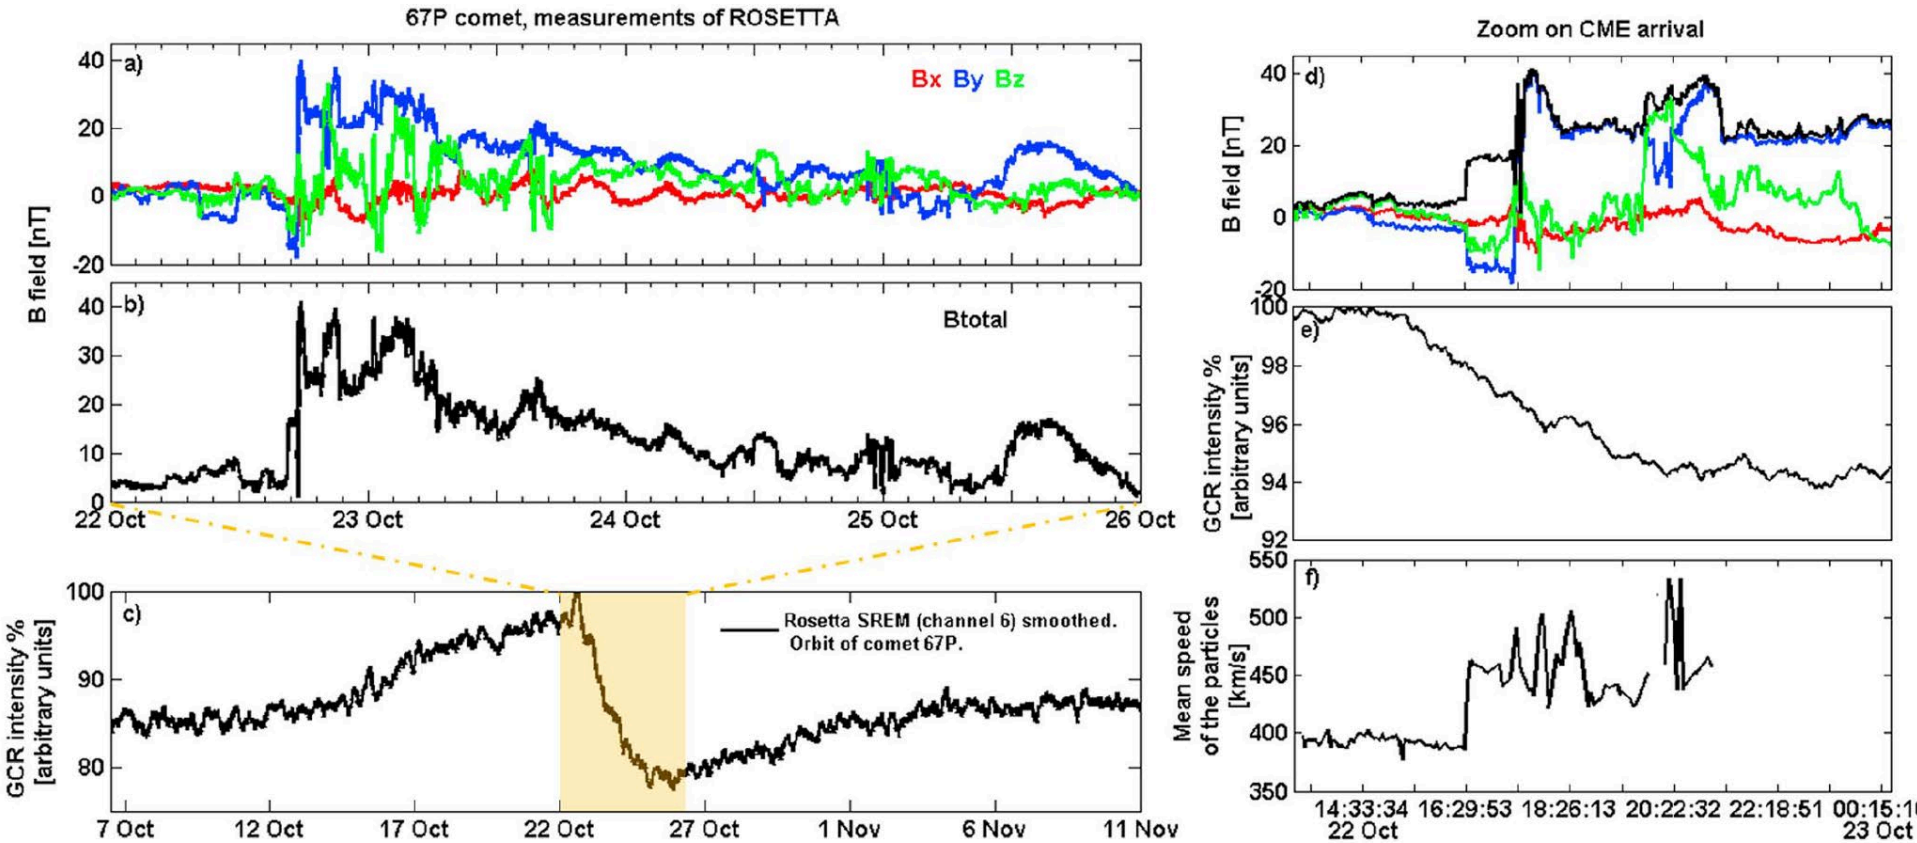 67P comet, measurements of ROSETTA
a)
Bx By Bz
40
20
0
-20
B field [nT]
b)
Btotal
40
30
20
10
0
22 Oct 23 Oct 24 Oct 25 Oct 26 Oct
c)
Rosetta SREM (channel 6) smoothed.
Orbit of comet 67P.
100
90
80
GCR intensity %
[arbitrary units]
7 Oct 12 Oct 17 Oct 22 Oct 27 Oct 1 Nov 6 Nov 11 Nov
Zoom on CME arrival
d)
40
20
0
-20
B field [nT]
e)
100
98
96
94
92
GCR intensity %
[arbitrary units]
f)
550
500
450
400
350
Mean speed
of the particles
[km/s]
14:33:34 16:29:53 18:26:13 20:22:32 22:18:51 00:15:1
22 Oct 23 Oct